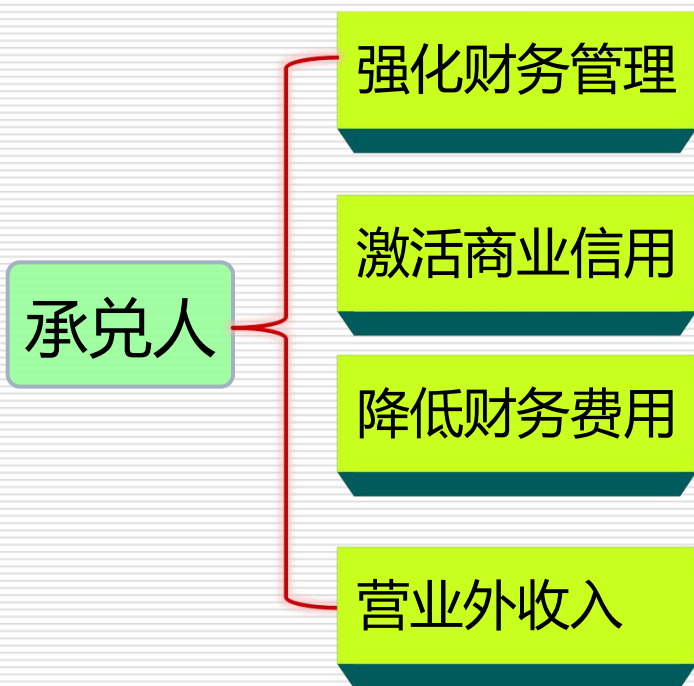 承兑人
强化财务管理
激活商业信用
降低财务费用
营业外收入